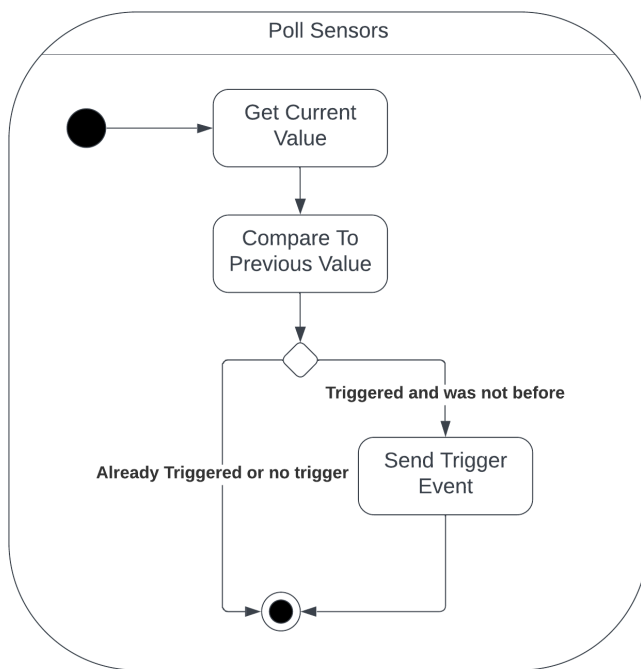 Poll Sensors
Get Current
Value
Compare To
Previous Value
Triggered and was not before
Send Trigger
Event
Already Triggered or no trigger